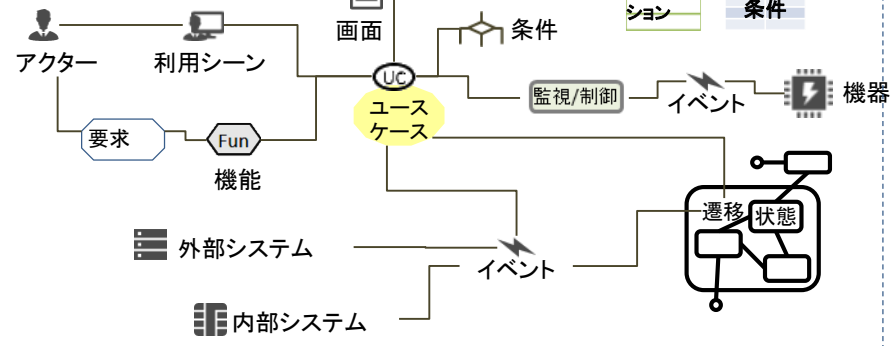 ション
条件
画面
条件
アクター
利用シーン
UC
ユース
ケース
監視/制御
イベント
機器
要求
Fun
機能
遷移
状態
外部システム
イベント
内部システム